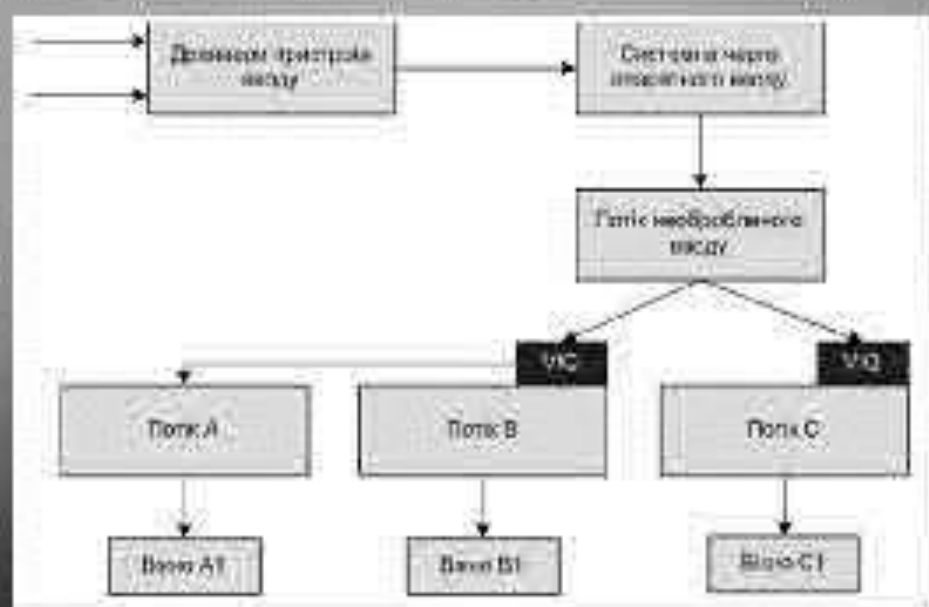 Драйвери пристроїв
вводу
Системна черга
апаратного вводу
Потік необробленого
вводу
VIQ
VIQ
Потік A
Потік B
Потік C
Вікно A1
Вікно B1
Вікно C1